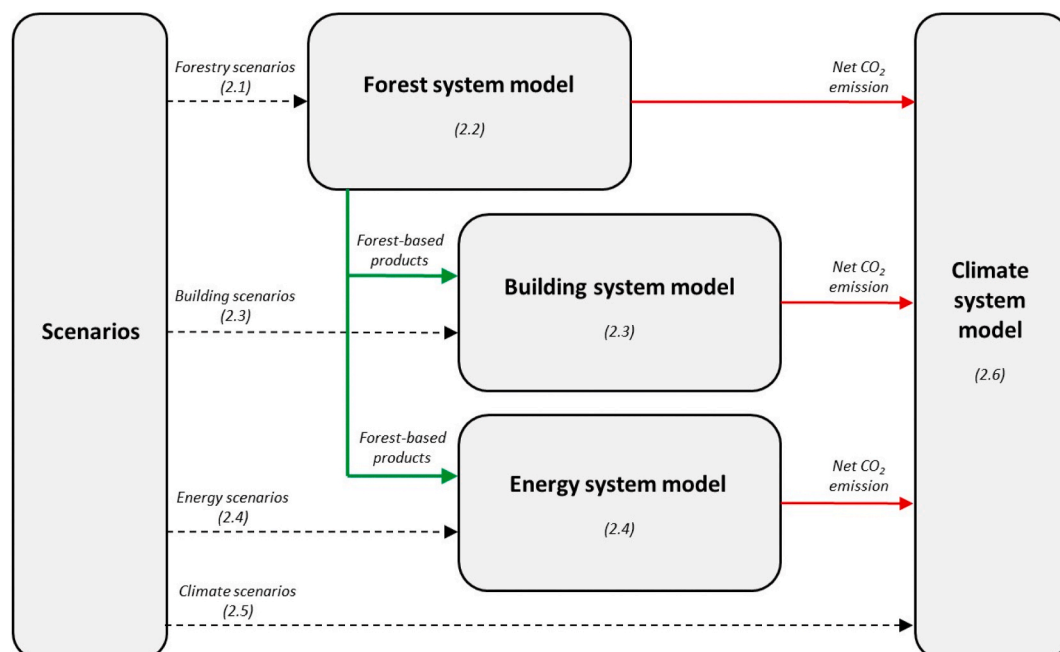 Forestry scenarios
(2.1)
Forest system model
(2.2)
Net CO₂
emission
Forest-based
products
Building scenarios
(2.3)
Building system model
(2.3)
Net CO₂
emission
Scenarios
Climate
system
model
(2.6)
Forest-based
products
Energy scenarios
(2.4)
Energy system model
(2.4)
Net CO₂
emission
Climate scenarios
(2.5)